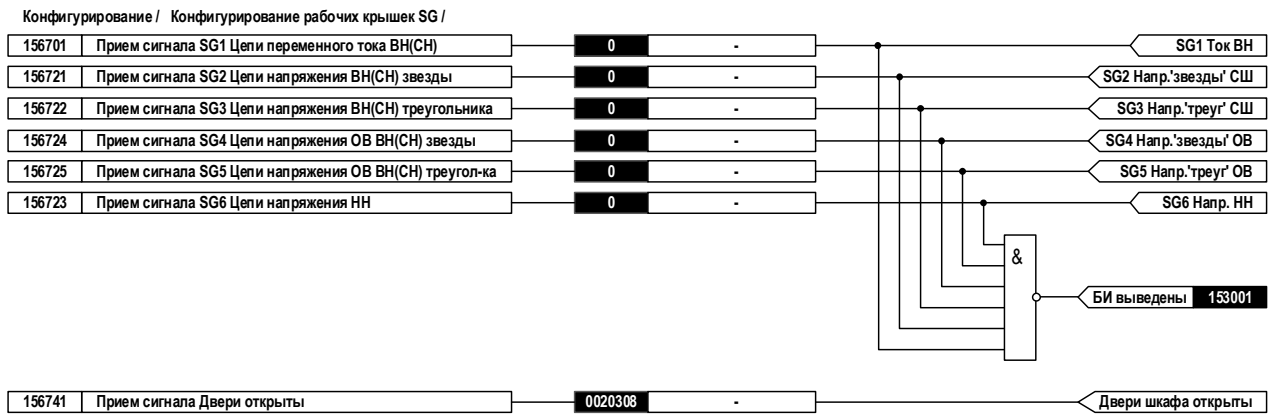 Конфигурирование / Конфигурирование рабочих крышек SG /
156701 Прием сигнала SG1 Цепи переменного тока ВН(СН) 0 - SG1 Ток ВН
156721 Прием сигнала SG2 Цепи напряжения ВН(СН) звезды 0 - SG2 Напр.'звезды' СШ
156722 Прием сигнала SG3 Цепи напряжения ВН(СН) треугольника 0 - SG3 Напр.'треуг' СШ
156724 Прием сигнала SG4 Цепи напряжения ОВ ВН(СН) звезды 0 - SG4 Напр.'звезды' ОВ
156725 Прием сигнала SG5 Цепи напряжения ОВ ВН(СН) треугол-ка 0 - SG5 Напр.'треуг' ОВ
156723 Прием сигнала SG6 Цепи напряжения НН 0 - SG6 Напр. НН
&
БИ выведены 153001
156741 Прием сигнала Двери открыты 0020308 - Двери шкафа открыты